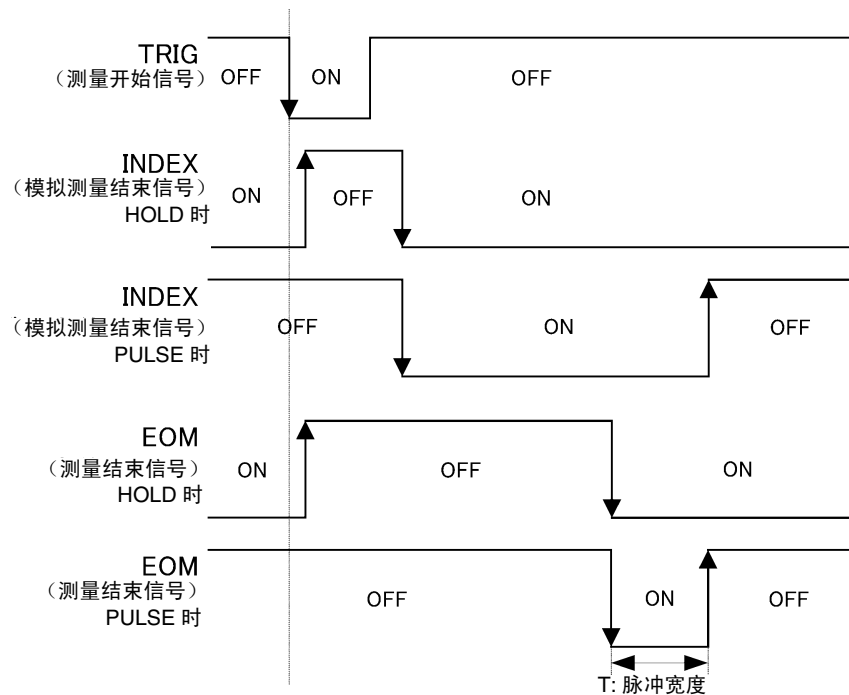 TRIG
（测量开始信号）
OFF
ON
OFF
INDEX
（模拟测量结束信号）
HOLD 时
ON
OFF
ON
INDEX
（模拟测量结束信号）
PULSE 时
OFF
ON
OFF
EOM
（测量结束信号）
HOLD 时
ON
OFF
ON
EOM
（测量结束信号）
PULSE 时
OFF
ON
OFF
T: 脉冲宽度